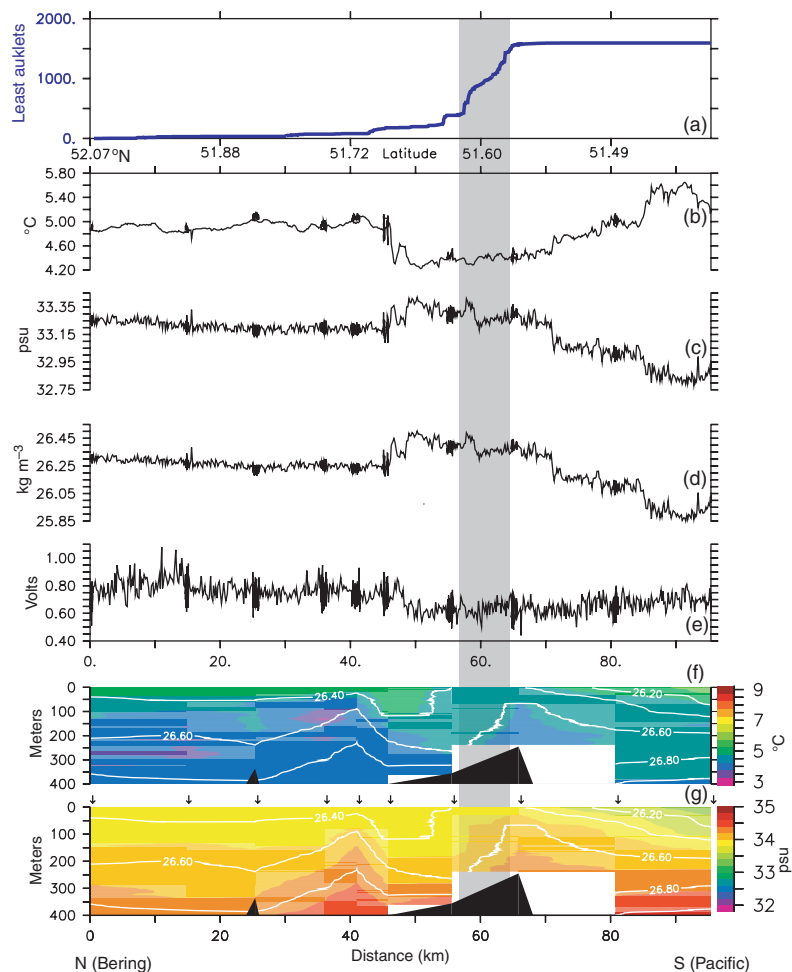 2000.
1000.
0.
Least auklets
(a)
52.07°N
51.88
51.72
Latitude
51.60
51.49
5.80
5.40
5.00
4.60
4.20
°C
(b)
33.35
33.15
32.95
32.75
psu
(c)
26.45
26.25
26.05
25.85
kg m⁻³
(d)
1.00
0.80
0.60
0.40
Volts
(e)
0.
20.
40.
60.
80.
(f)
0
100
200
300
400
Meters
26.40
26.60
26.20
26.60
26.80
9
7
5
3
°C
(g)
0
100
200
300
400
Meters
26.40
26.60
26.20
26.60
26.80
35
34
33
32
psu
0
20
40
60
80
Distance (km)
N (Bering)
S (Pacific)